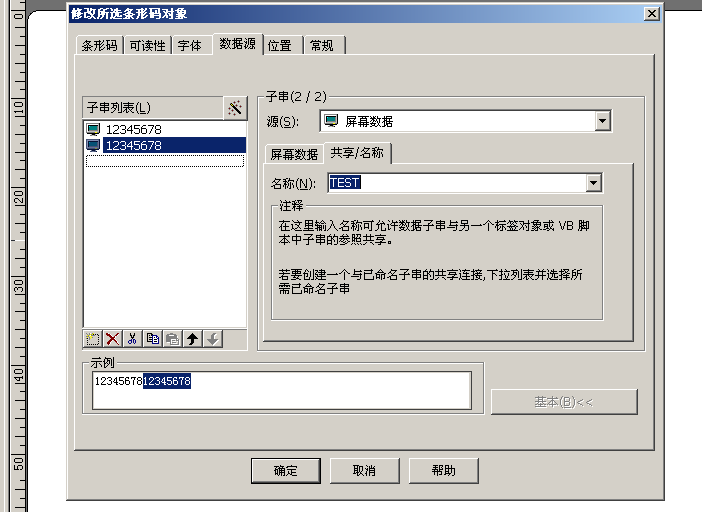 修改所选条形码对象
条形码 可读性 字体 数据源 位置 常规
子串列表(L)
12345678
12345678
子串(2 / 2)
源(S): 屏幕数据
屏幕数据 共享/名称
名称(N): TEST
注释
在这里输入名称可允许数据子串与另一个标签对象或 VB 脚
本中子串的参照共享。
若要创建一个与已命名子串的共享连接,下拉列表并选择所
需已命名子串
示例
1234567812345678
基本(B)<<
确定 取消 帮助
0
10
20
30
40
50